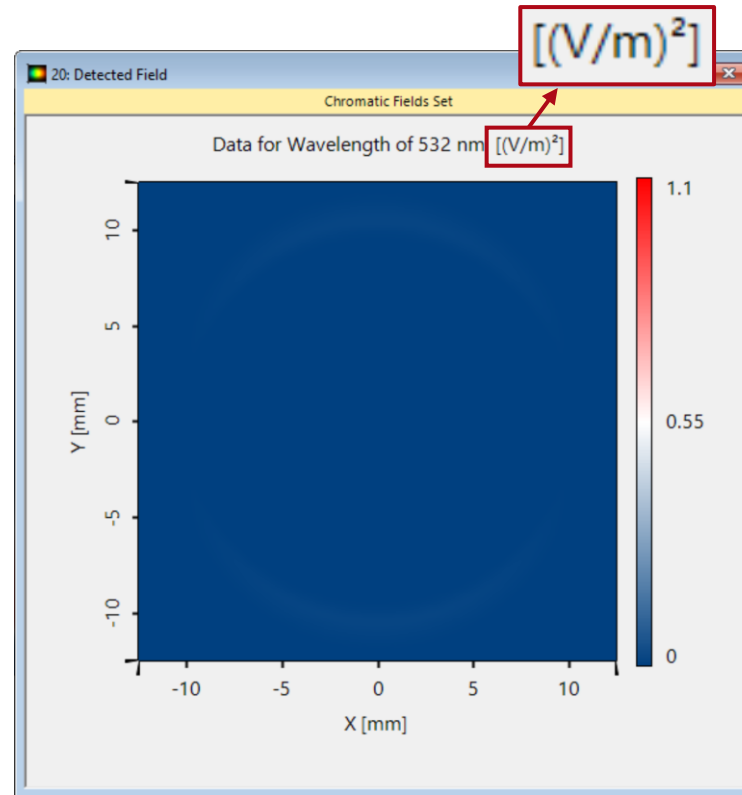 [(V/m)²]
20: Detected Field
Chromatic Fields Set
Data for Wavelength of 532 nm [(V/m)²]
1.1
0.55
0
Y [mm]
10
5
0
-5
-10
-10 -5 0 5 10
X [mm]